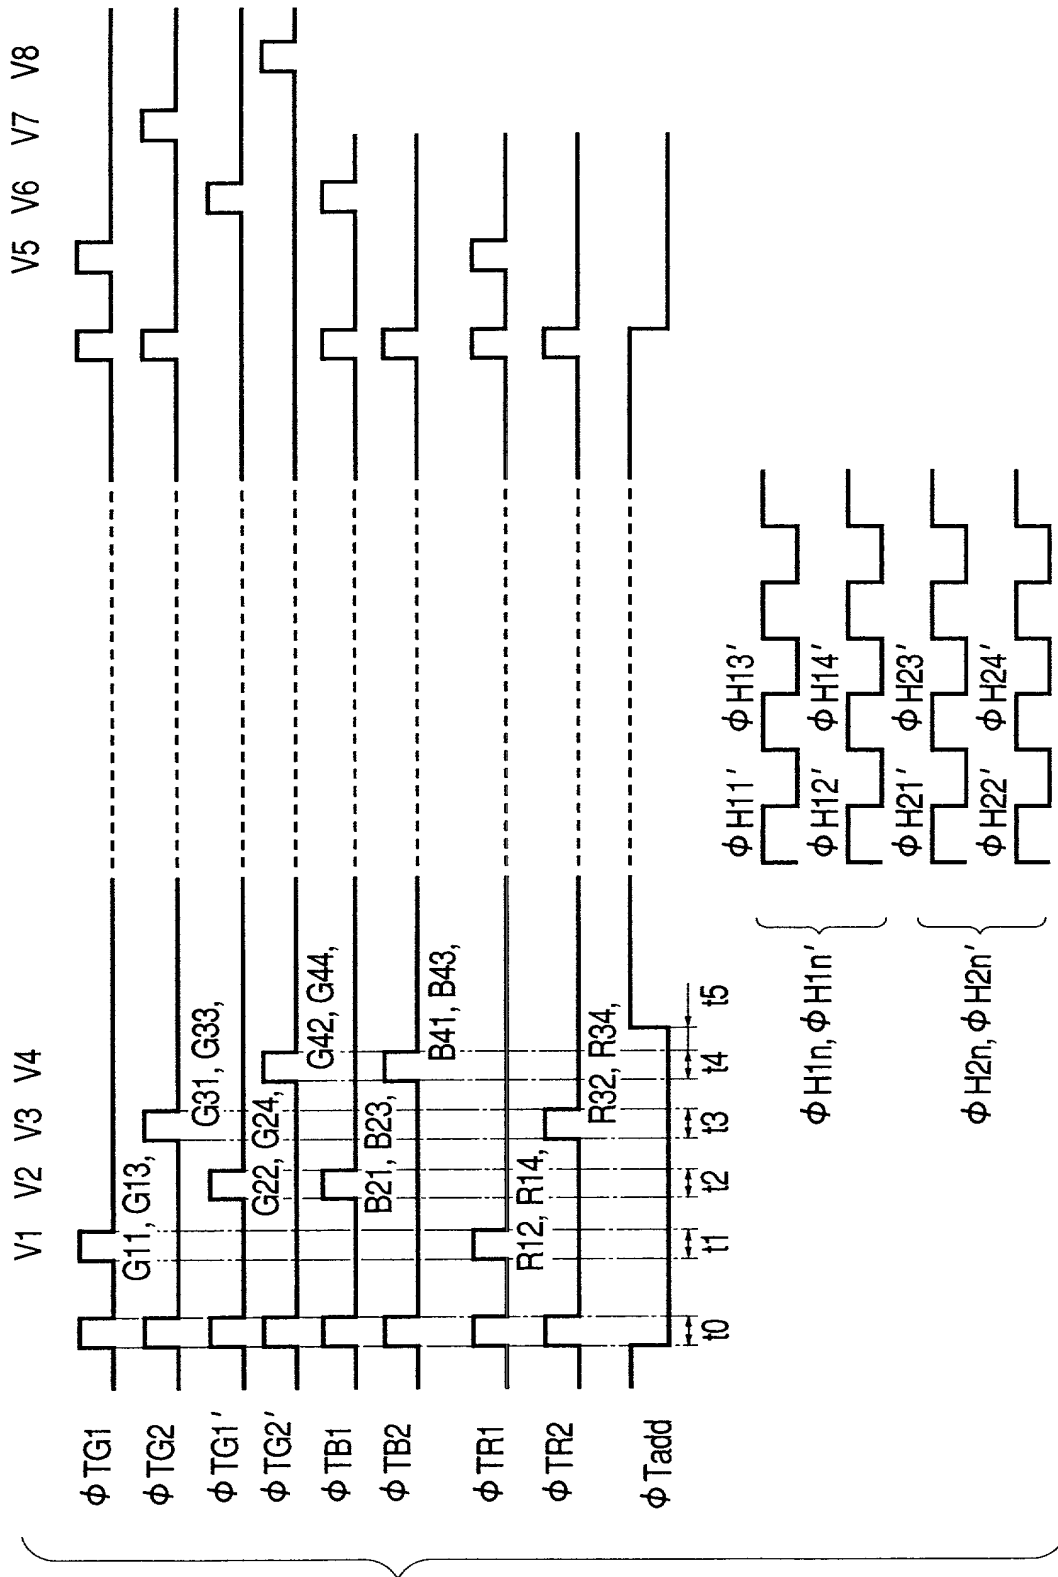 V1 V2 V3 V4 V5 V6 V7 V8
φTG1
G11, G13,
φTG2
G31, G33,
φTG1′
G22, G24,
φTG2′
G42, G44,
φTB1
B21, B23,
φTB2
B41, B43,
φTR1
R12, R14,
φTR2
R32, R34,
φTadd
t0 t1 t2 t3 t4 t5
φH1n, φH1n′
φH11′ φH13′
φH12′ φH14′
φH2n, φH2n′
φH21′ φH23′
φH22′ φH24′